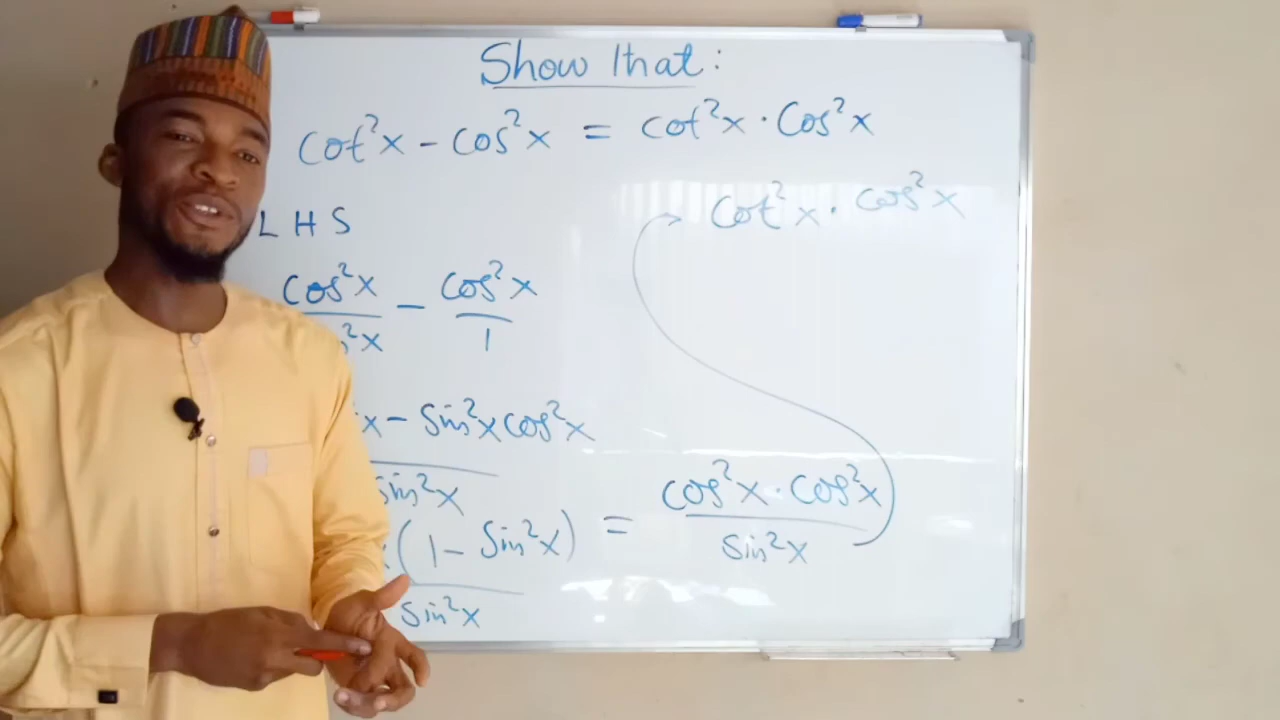 Show that:
cot²x - cos²x = cot²x · cos²x
cot²x · cos²x
LHS
cos²x/²x - cos²x/1
x - sin²x cos²x
sin²x
(1 - sin²x) = cos²x · cos²x
sin²x
sin²x